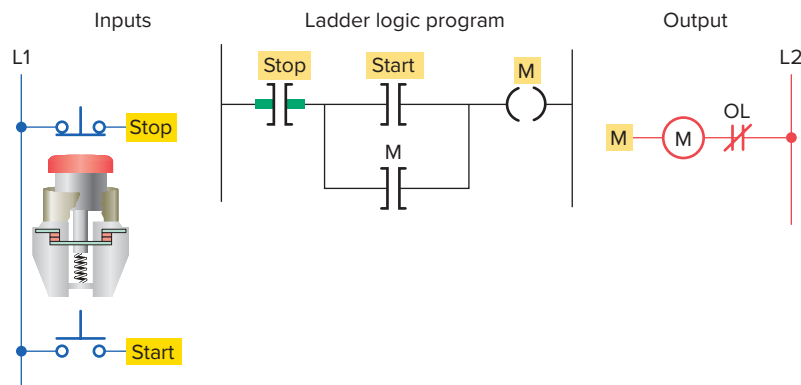 Inputs
Ladder logic program
Output
L1
Stop
Start
M
L2
Stop
M
OL
M
M
Start